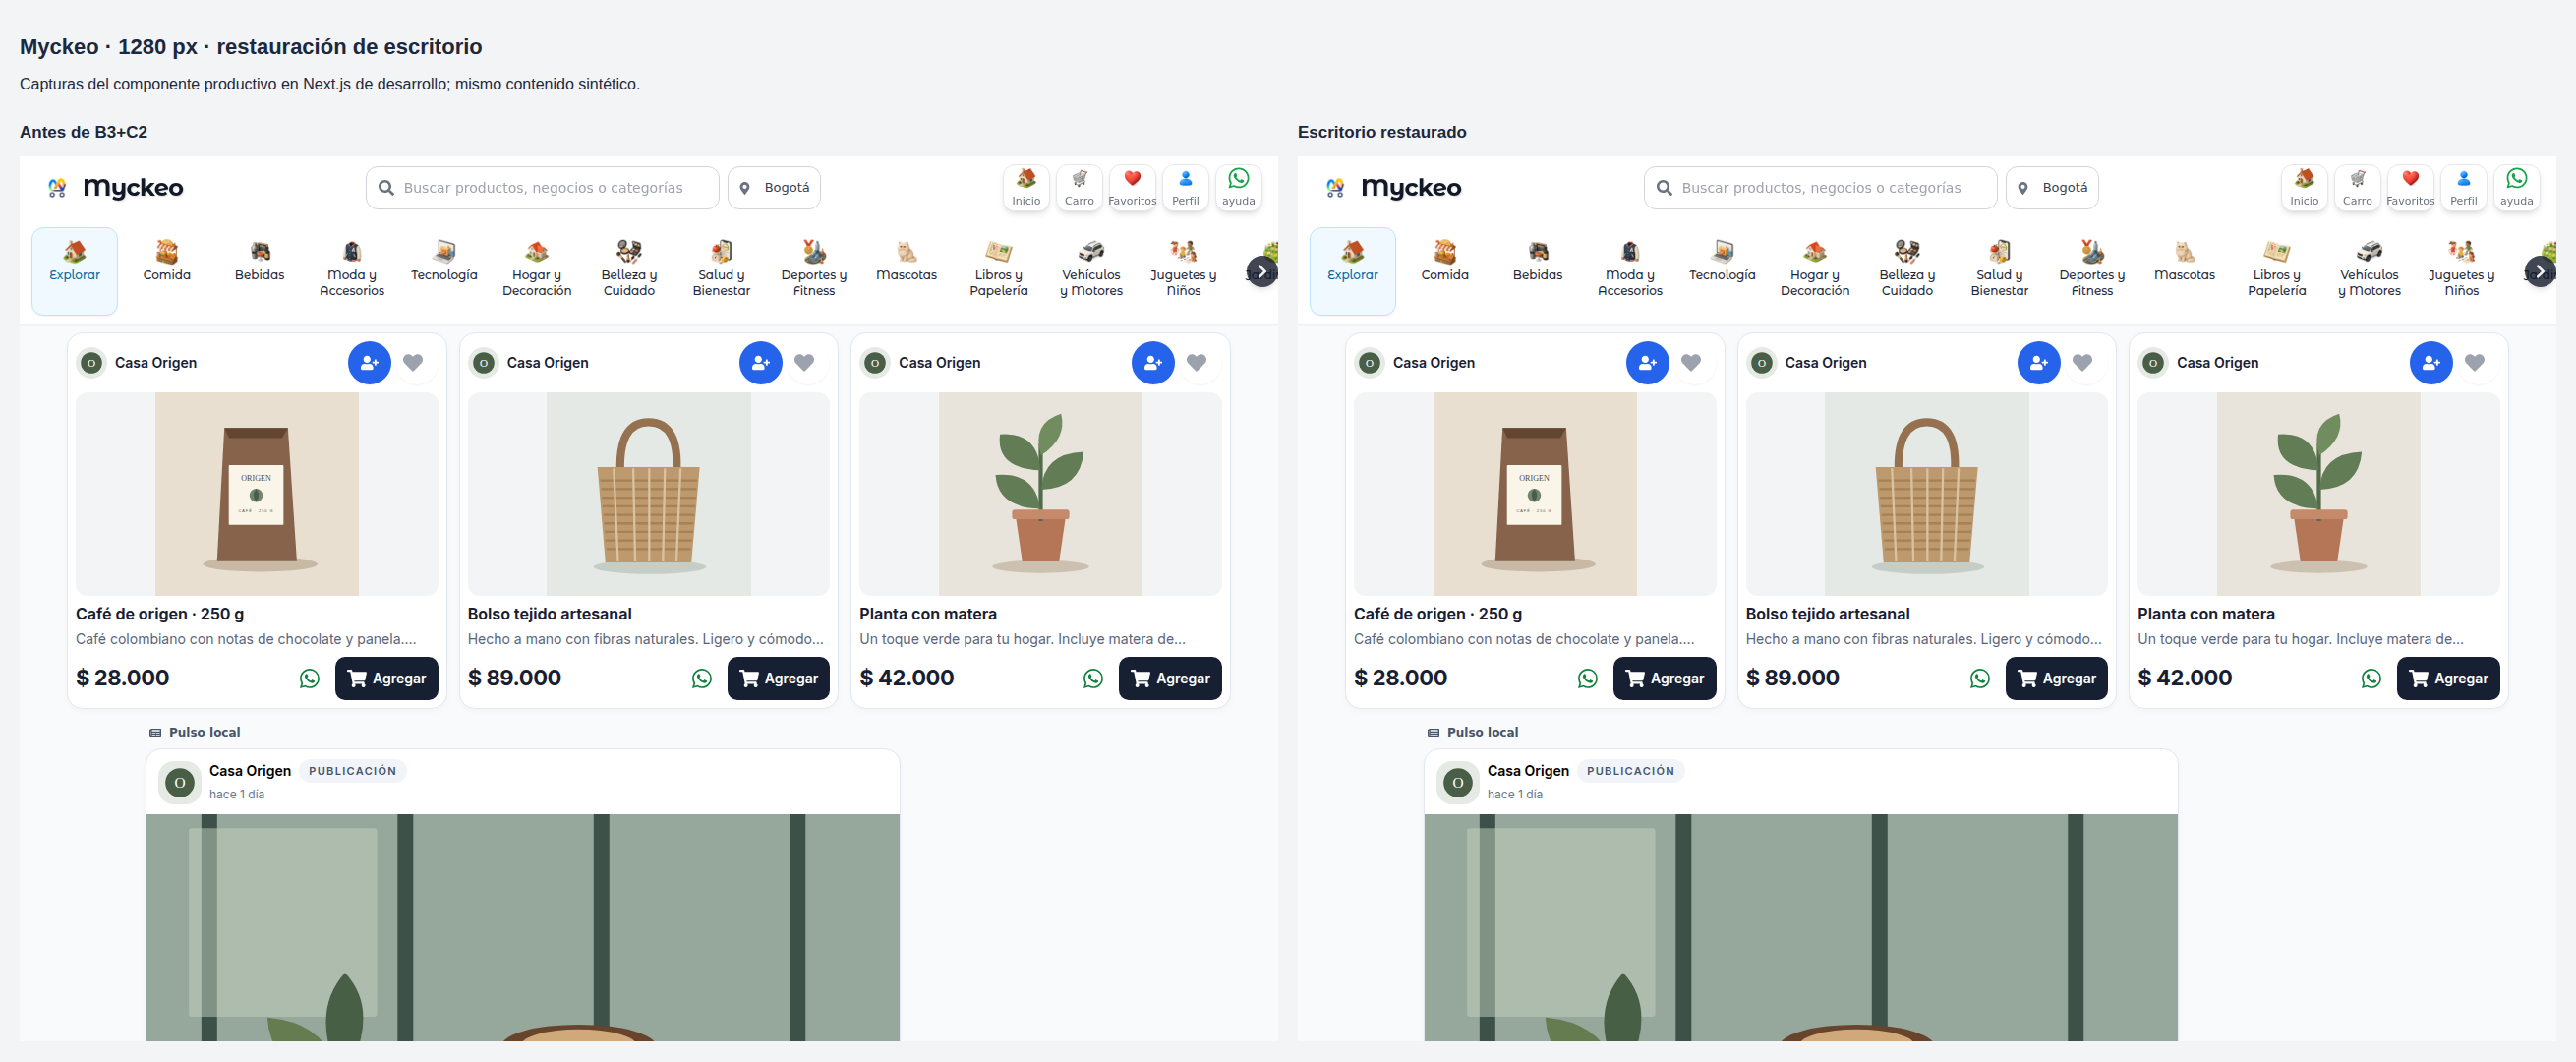 Myckeo · 1280 px · restauración de escritorio
Capturas del componente productivo en Next.js de desarrollo; mismo contenido sintético.
Antes de B3+C2
Myckeo
Buscar productos, negocios o categorías
Bogotá
Inicio
Carro
Favoritos
Perfil
ayuda
Explorar
Comida
Bebidas
Moda y
Accesorios
Tecnología
Hogar y
Decoración
Belleza y
Cuidado
Salud y
Bienestar
Deportes y
Fitness
Mascotas
Libros y
Papelería
Vehículos
y Motores
Juguetes y
Niños
O Casa Origen
O Casa Origen
O Casa Origen
ORIGEN
CAFÉ · 250 G
Café de origen · 250 g
Café colombiano con notas de chocolate y panela....
$ 28.000
Agregar
Bolso tejido artesanal
Hecho a mano con fibras naturales. Ligero y cómodo...
$ 89.000
Agregar
Planta con matera
Un toque verde para tu hogar. Incluye matera de...
$ 42.000
Agregar
Pulso local
O Casa Origen PUBLICACIÓN
hace 1 día
Escritorio restaurado
Myckeo
Buscar productos, negocios o categorías
Bogotá
Inicio
Carro
Favoritos
Perfil
ayuda
Explorar
Comida
Bebidas
Moda y
Accesorios
Tecnología
Hogar y
Decoración
Belleza y
Cuidado
Salud y
Bienestar
Deportes y
Fitness
Mascotas
Libros y
Papelería
Vehículos
y Motores
Juguetes y
Niños
O Casa Origen
O Casa Origen
O Casa Origen
ORIGEN
CAFÉ · 250 G
Café de origen · 250 g
Café colombiano con notas de chocolate y panela....
$ 28.000
Agregar
Bolso tejido artesanal
Hecho a mano con fibras naturales. Ligero y cómodo...
$ 89.000
Agregar
Planta con matera
Un toque verde para tu hogar. Incluye matera de...
$ 42.000
Agregar
Pulso local
O Casa Origen PUBLICACIÓN
hace 1 día